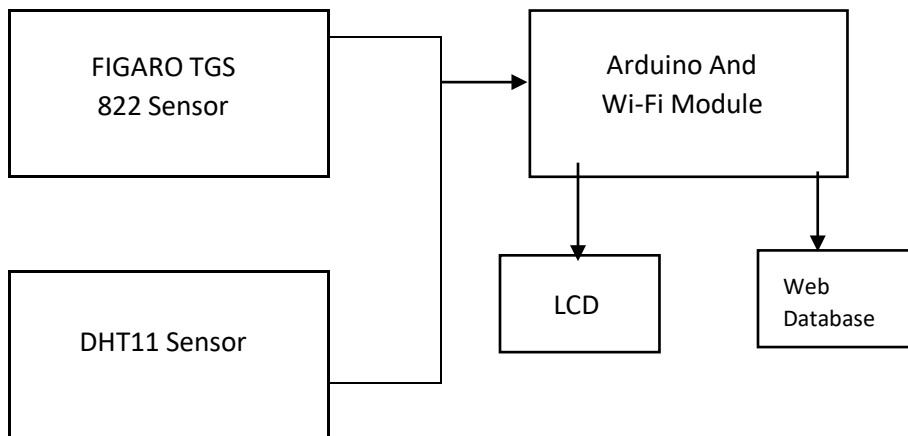 FIGARO TGS
822 Sensor
Arduino And
Wi-Fi Module
DHT11 Sensor
LCD
Web
Database